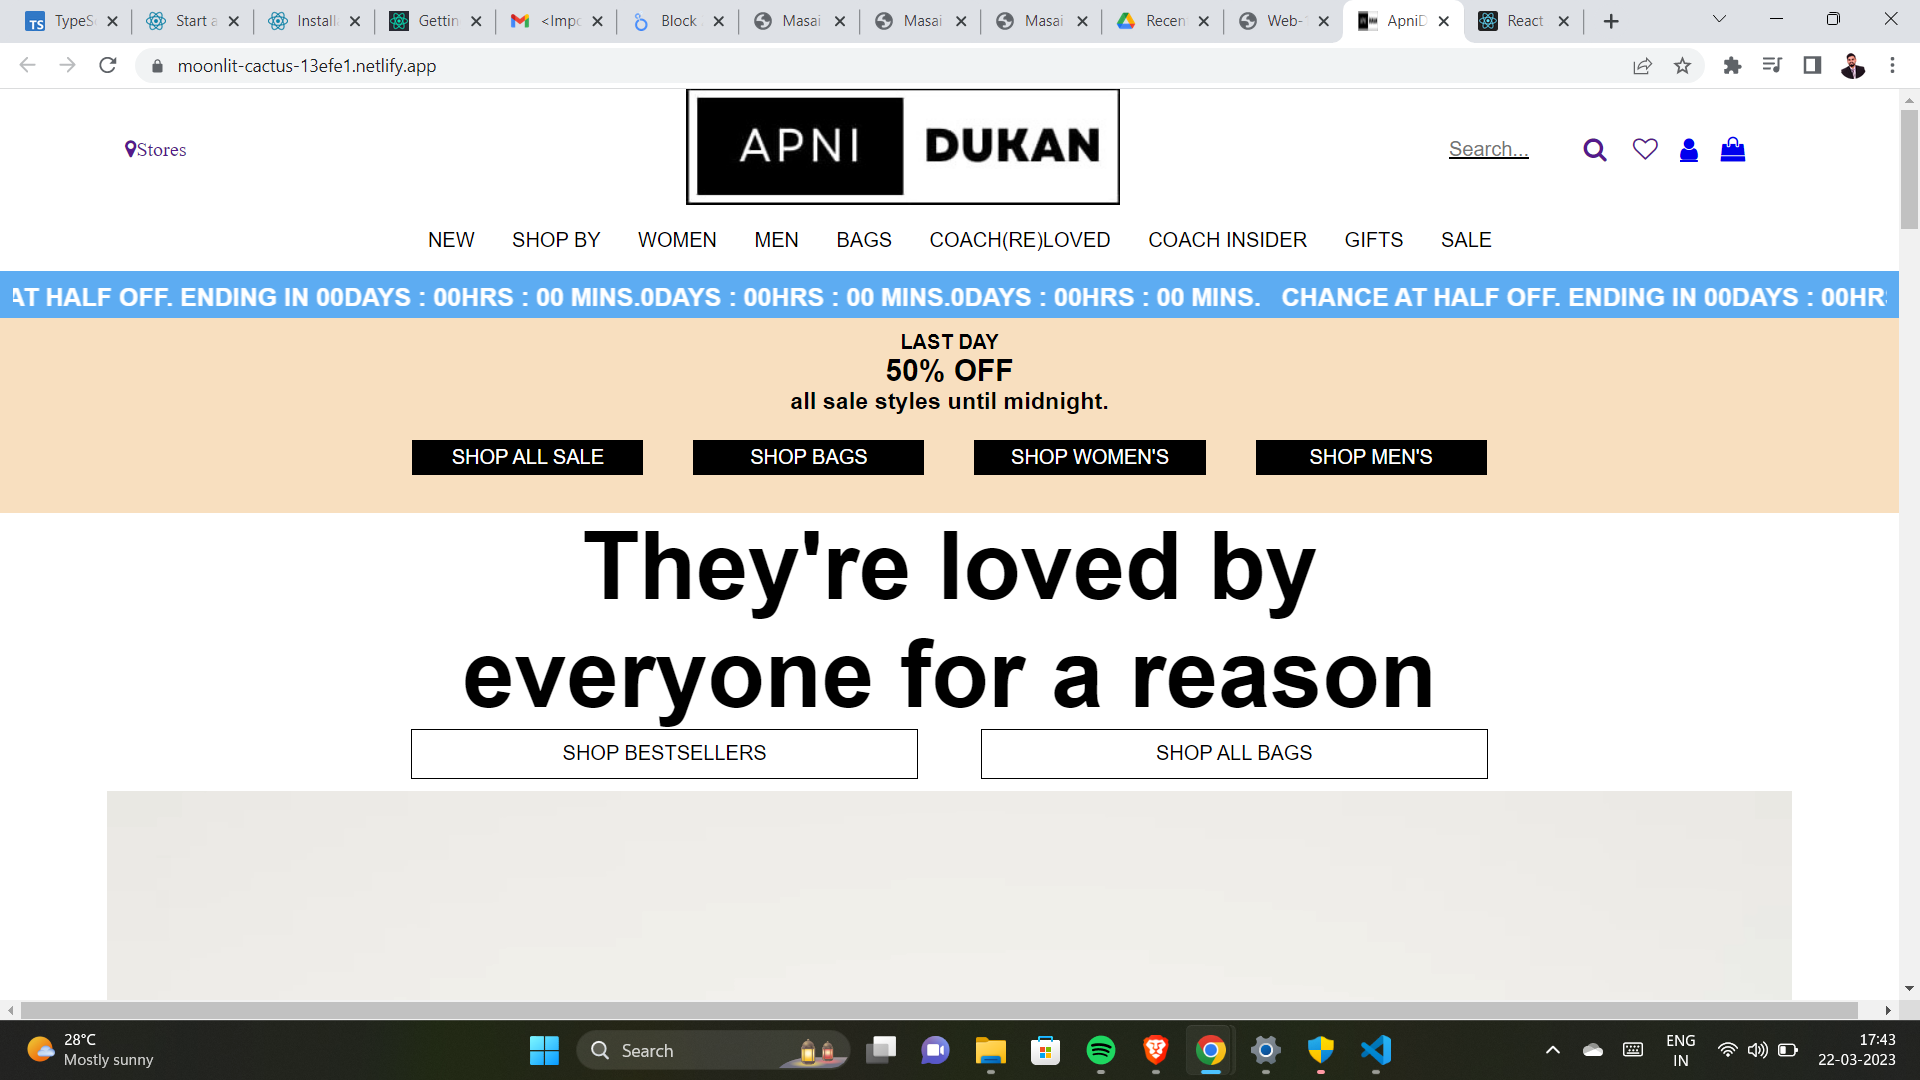 TypeSc
Start a
Install
Gettin
<Impo
Block
Masai
Masai
Masai
Recen
Web-
ApniD
React
moonlit-cactus-13efe1.netlify.app
Stores
APNI DUKAN
Search...
NEW SHOP BY WOMEN MEN BAGS COACH(RE)LOVED COACH INSIDER GIFTS SALE
AT HALF OFF. ENDING IN 00DAYS : 00HRS : 00 MINS.0DAYS : 00HRS : 00 MINS.0DAYS : 00HRS : 00 MINS. CHANCE AT HALF OFF. ENDING IN 00DAYS : 00HRS
LAST DAY
50% OFF
all sale styles until midnight.
SHOP ALL SALE SHOP BAGS SHOP WOMEN'S SHOP MEN'S
They're loved by
everyone for a reason
SHOP BESTSELLERS SHOP ALL BAGS
28°C
Mostly sunny
Search
ENG
IN
17:43
22-03-2023